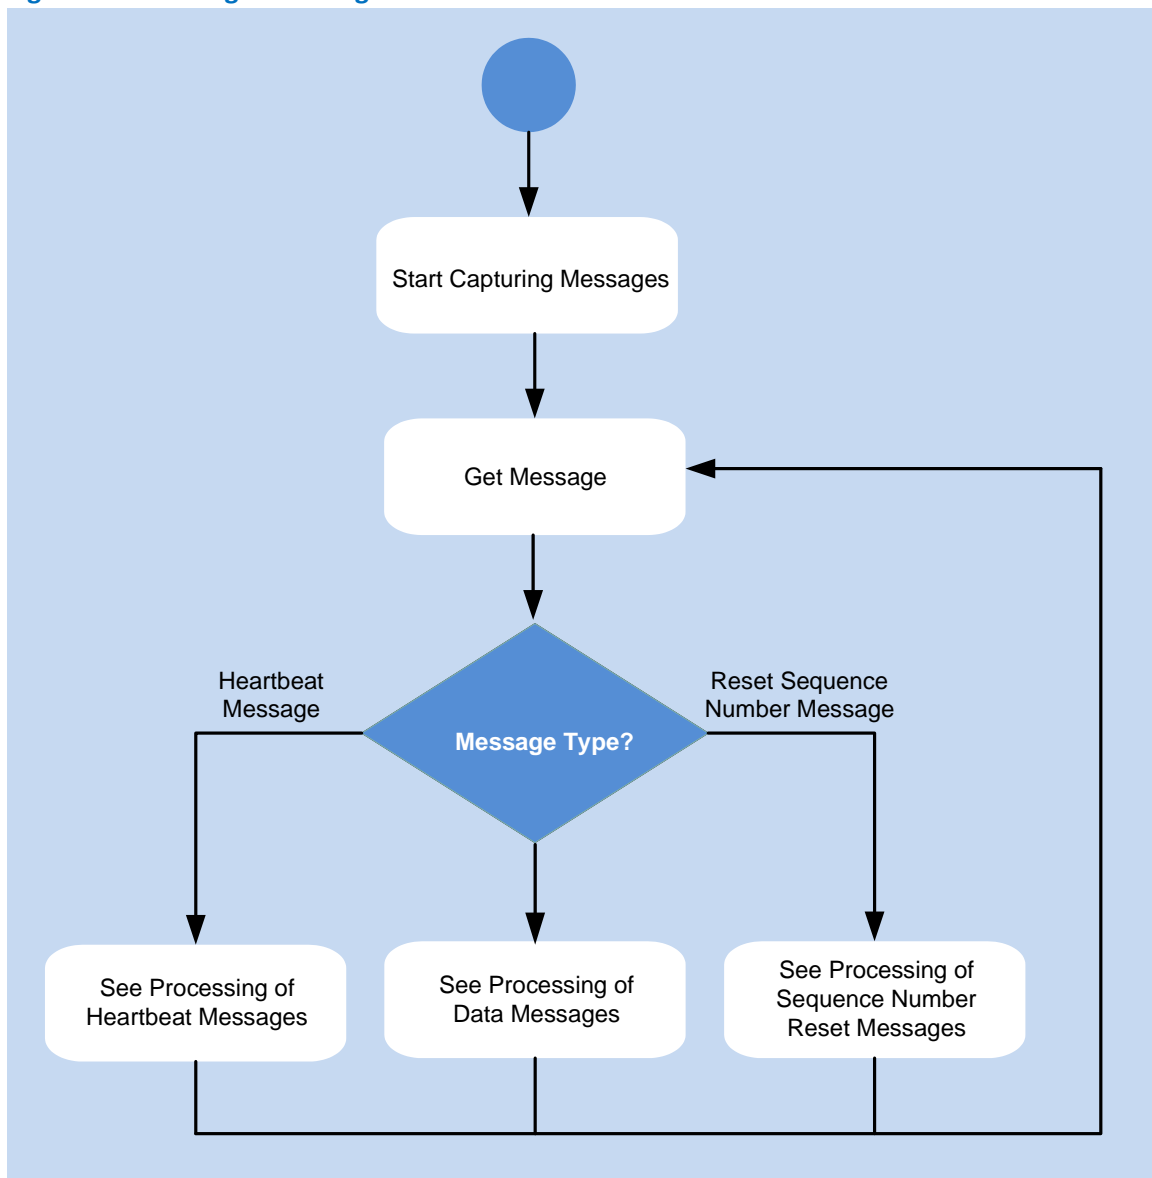 Start Capturing Messages
Get Message
Heartbeat
Message
Reset Sequence
Number Message
Message Type?
See Processing of
Heartbeat Messages
See Processing of
Data Messages
See Processing of
Sequence Number
Reset Messages